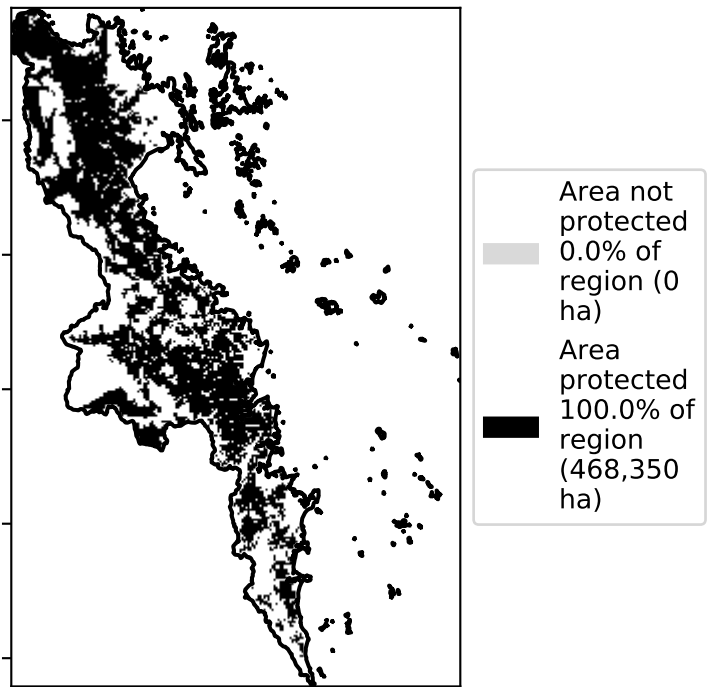 Area not
protected
0.0% of
region (0
ha)
Area
protected
100.0% of
region
(468,350
ha)